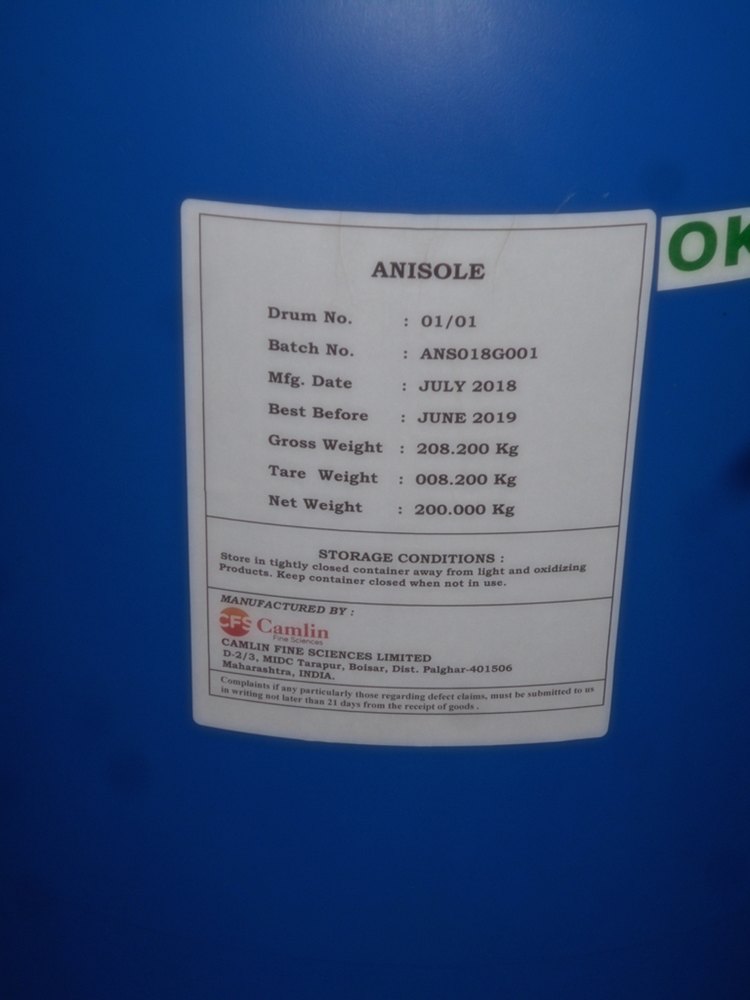 OK
ANISOLE
Drum No. : 01/01
Batch No. : ANS018G001
Mfg. Date : JULY 2018
Best Before : JUNE 2019
Gross Weight : 208.200 Kg
Tare Weight : 008.200 Kg
Net Weight : 200.000 Kg
STORAGE CONDITIONS :
Store in tightly closed container away from light and oxidizing
Products. Keep container closed when not in use.
MANUFACTURED BY :
CFS Camlin
Fine Sciences
CAMLIN FINE SCIENCES LIMITED
D-2/3, MIDC Tarapur, Boisar, Dist. Palghar-401506
Maharashtra, INDIA.
Complaints if any particularly those regarding defect claims, must be submitted to us
in writing not later than 21 days from the receipt of goods .